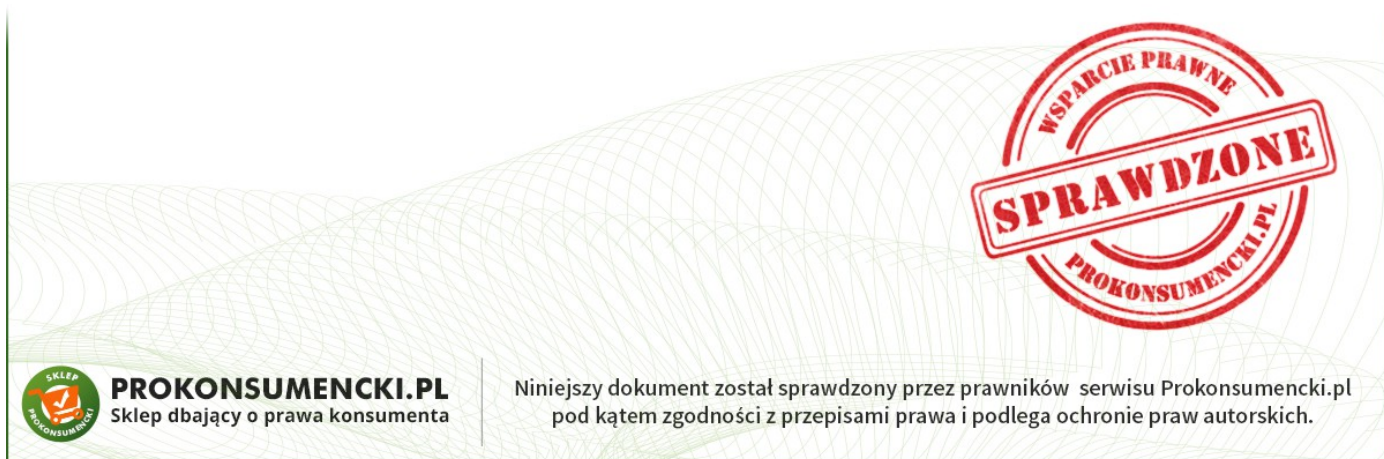 WSPARCIE PRAWNE
SPRAWDZONE
PROKONSUMENCKI.PL
SKLEP
PROKONSUMENCKI
PROKONSUMENCKI.PL
Sklep dbający o prawa konsumenta
Niniejszy dokument został sprawdzony przez prawników serwisu Prokonsumencki.pl
pod kątem zgodności z przepisami prawa i podlega ochronie praw autorskich.